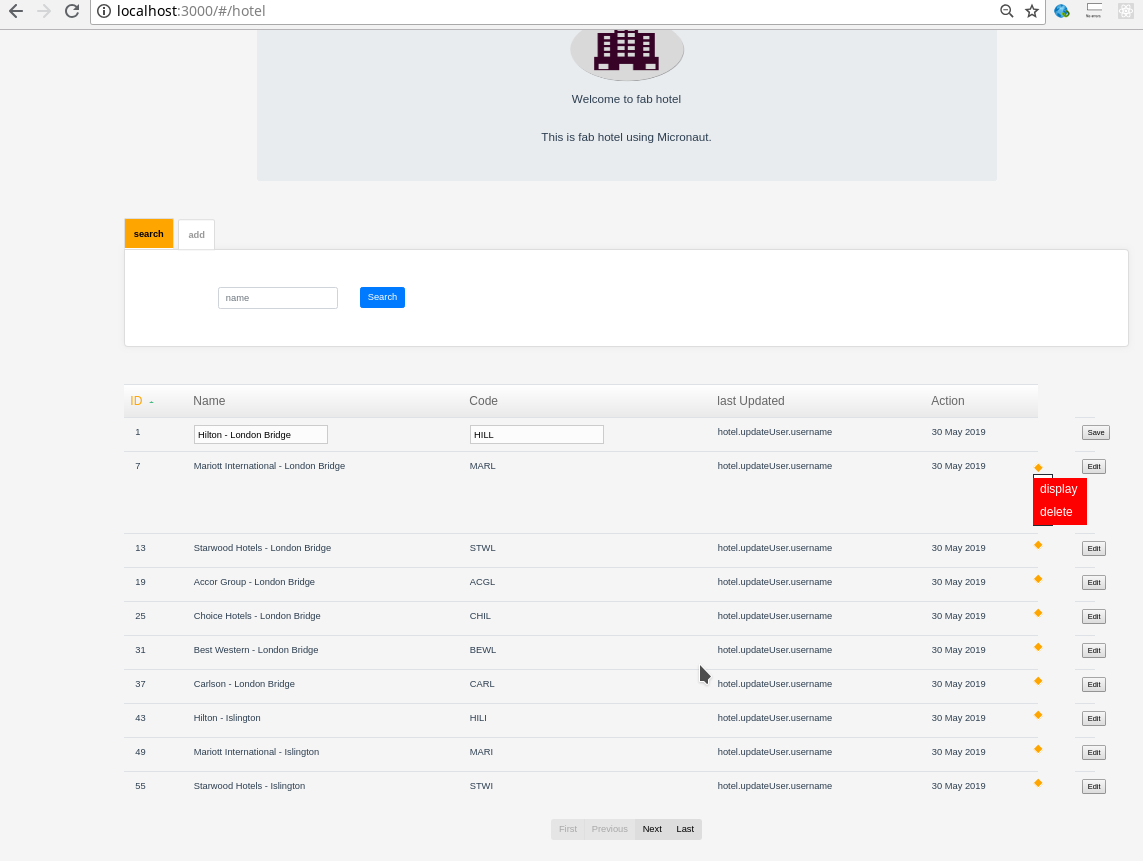 localhost:3000/#/hotel
Welcome to fab hotel
This is fab hotel using Micronaut.
search add
name Search
ID Name Code last Updated Action
1 Hilton - London Bridge HILL hotel.updateUser.username 30 May 2019 Save
7 Mariott International - London Bridge MARL hotel.updateUser.username 30 May 2019 Edit
display
delete
13 Starwood Hotels - London Bridge STWL hotel.updateUser.username 30 May 2019 Edit
19 Accor Group - London Bridge ACGL hotel.updateUser.username 30 May 2019 Edit
25 Choice Hotels - London Bridge CHIL hotel.updateUser.username 30 May 2019 Edit
31 Best Western - London Bridge BEWL hotel.updateUser.username 30 May 2019 Edit
37 Carlson - London Bridge CARL hotel.updateUser.username 30 May 2019 Edit
43 Hilton - Islington HILI hotel.updateUser.username 30 May 2019 Edit
49 Mariott International - Islington MARI hotel.updateUser.username 30 May 2019 Edit
55 Starwood Hotels - Islington STWI hotel.updateUser.username 30 May 2019 Edit
First Previous Next Last